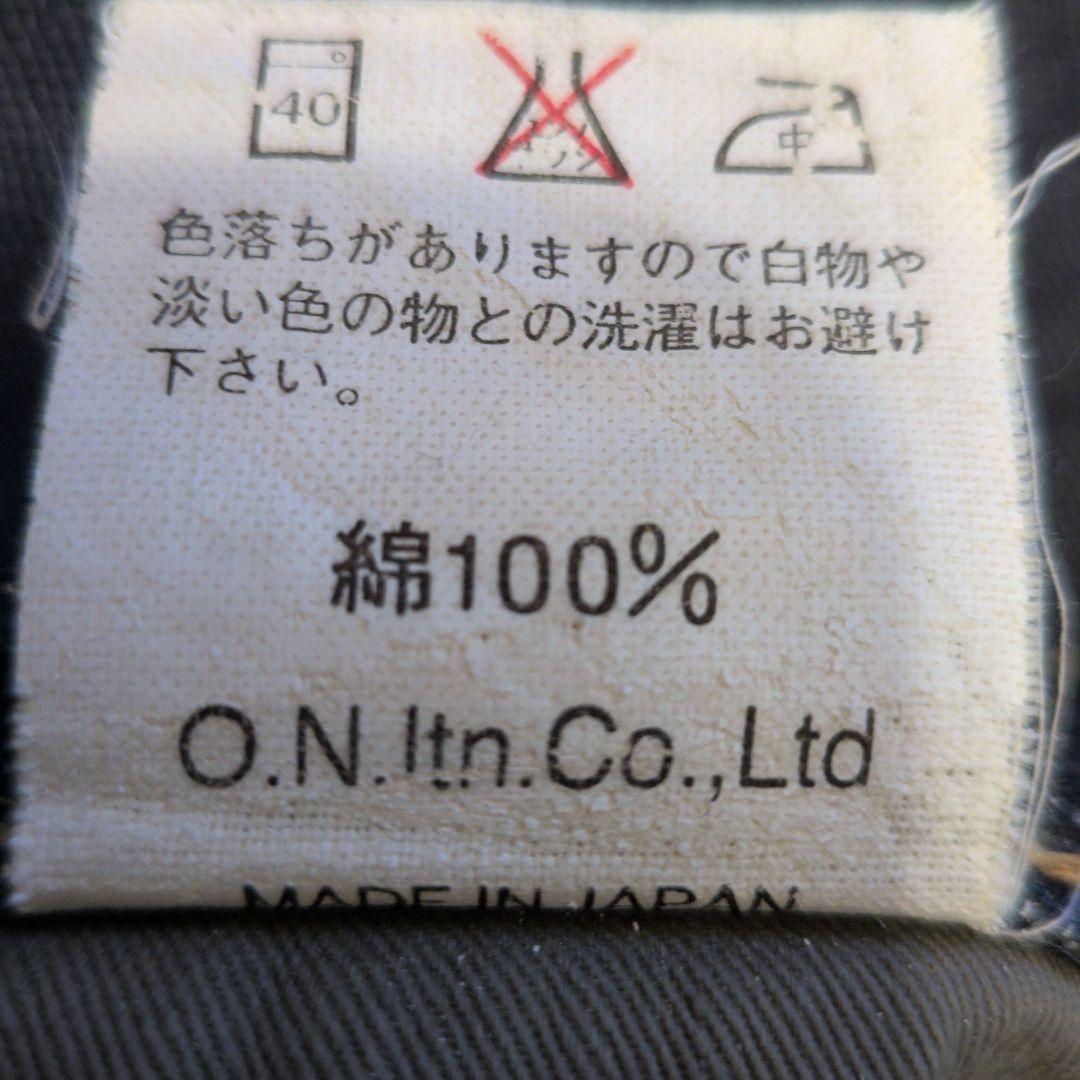 40
中
色落ちがありますので白物や
淡い色の物との洗濯はお避け
下さい。
綿100%
O.N.Itn.Co.,Ltd
MADE IN JAPAN